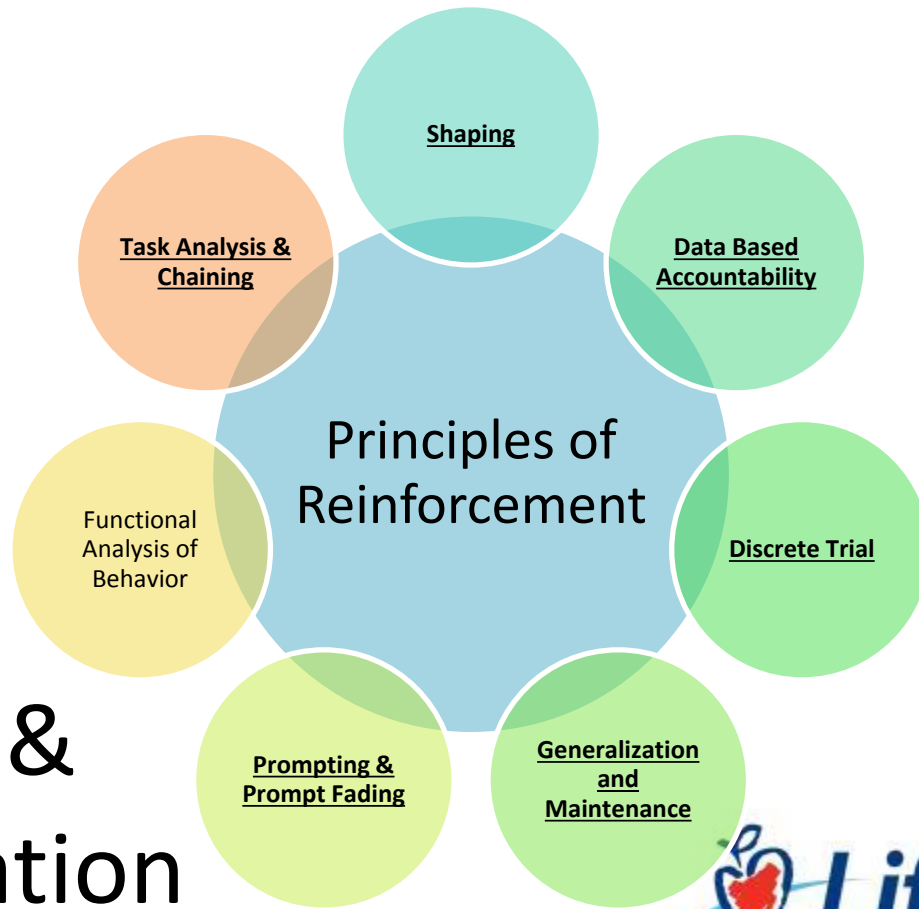 Shaping
Task Analysis &
Chaining
Data Based
Accountability
Principles of
Reinforcement
Functional
Analysis of
Behavior
Discrete Trial
&
Prompting &
Prompt Fading
Generalization
and
Maintenance